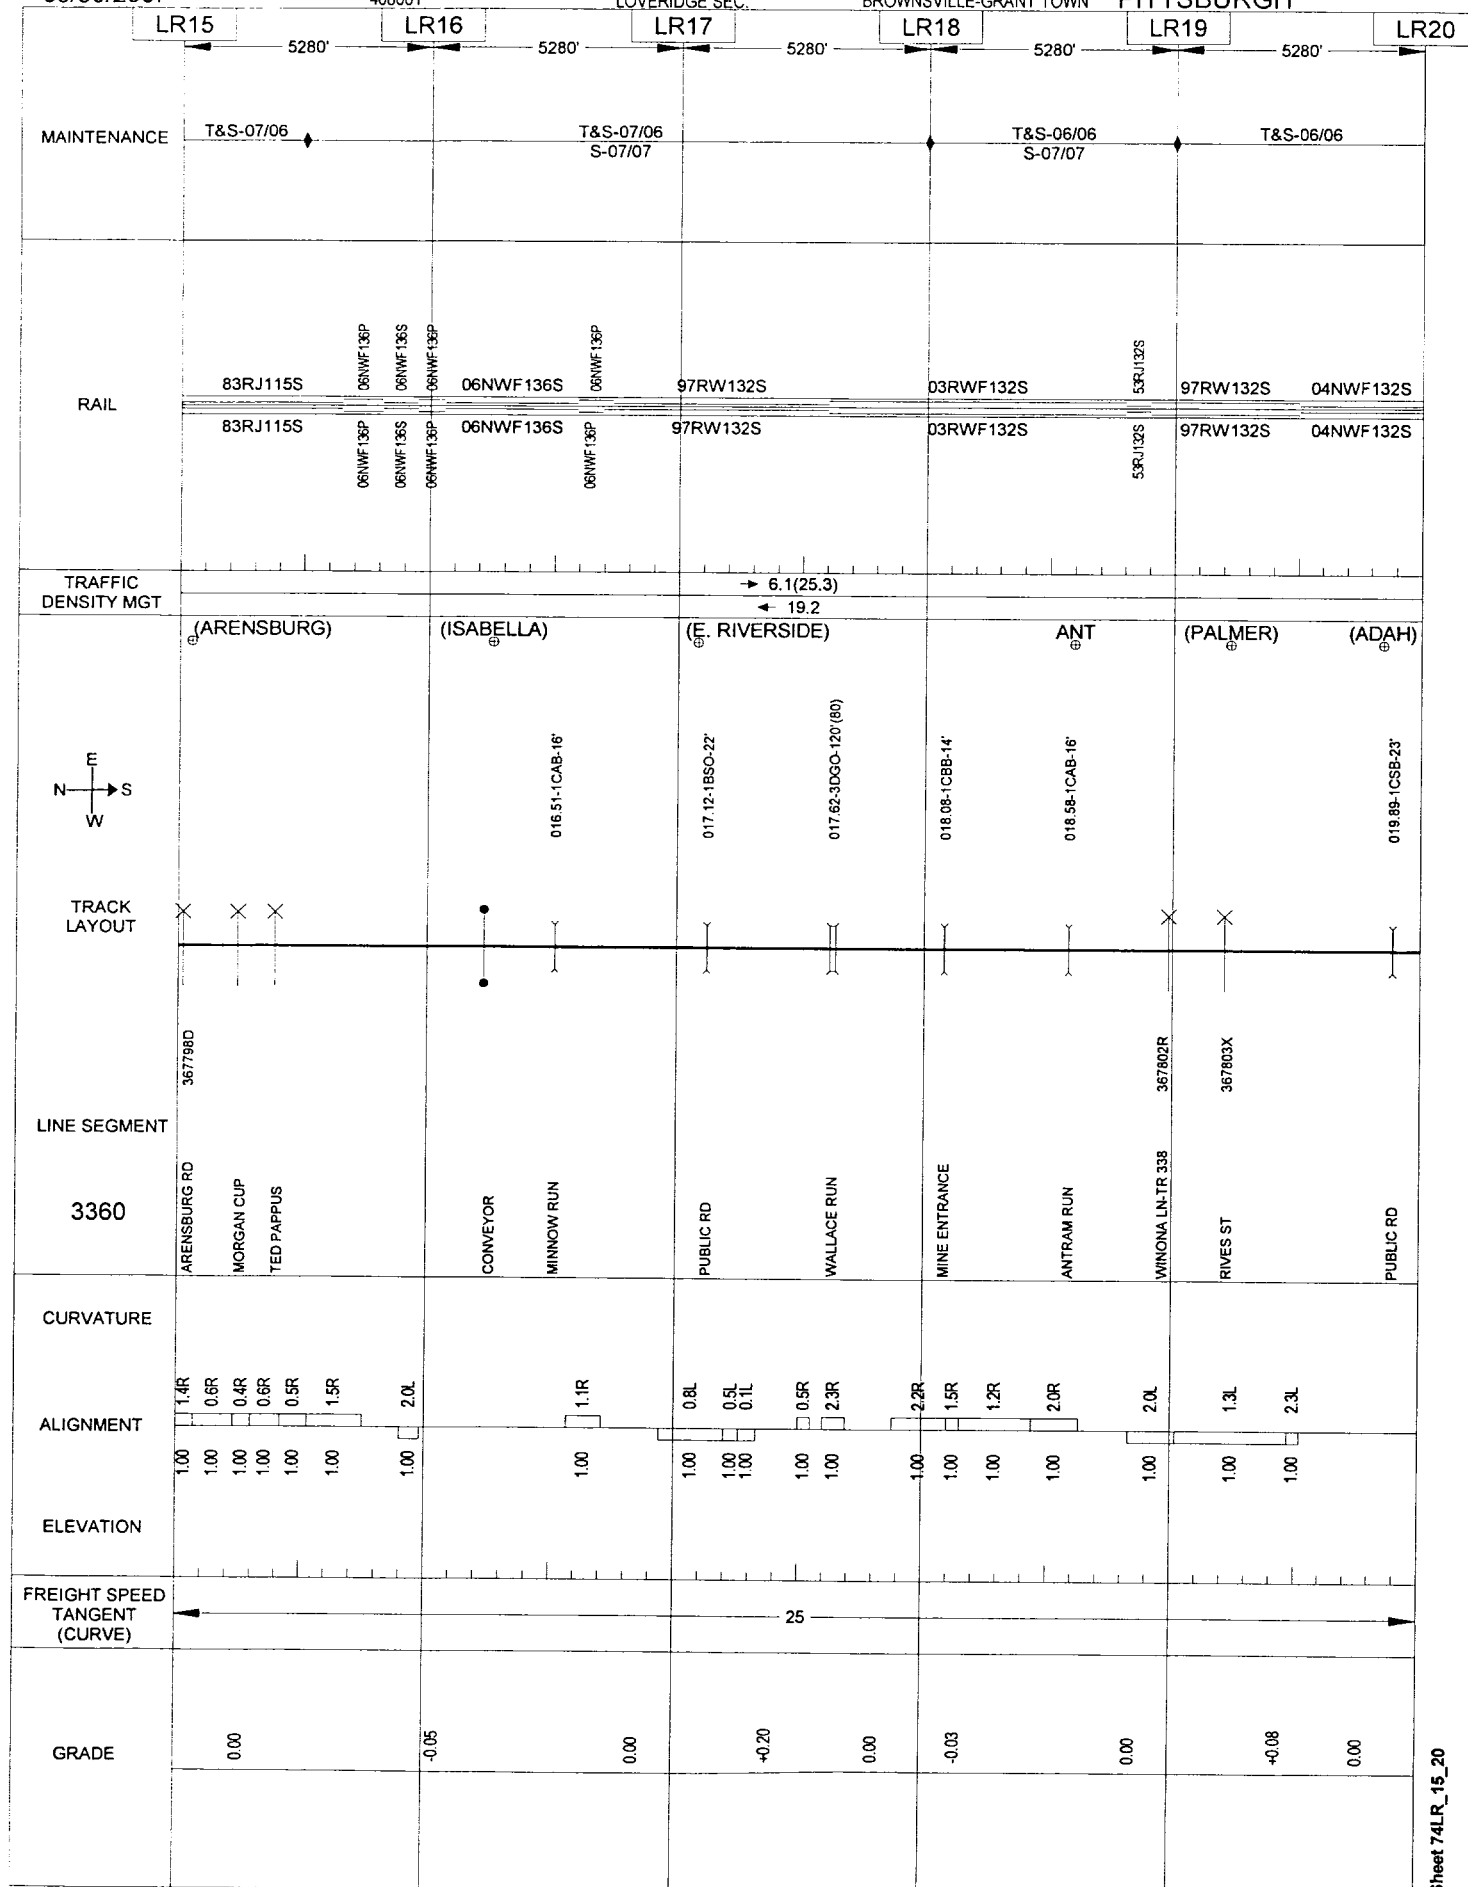 LOVERIDGE SEC. BROWNSVILLE-GRANT TOWN PITTSBURGH
LR15 LR16 LR17 LR18 LR19 LR20
5280' 5280' 5280' 5280' 5280'
MAINTENANCE T&S-07/06 T&S-07/06 T&S-06/06 T&S-06/06
S-07/07 S-07/07
06NWF136P 06NWF136S 06NWF136P 06NWF136P 53RJ132S
83RJ115S 06NWF136S 97RW132S 03RWF132S 97RW132S 04NWF132S
RAIL
83RJ115S 06NWF136S 97RW132S 03RWF132S 97RW132S 04NWF132S
06NWF136P 06NWF136S 06NWF136P 06NWF136P 53RJ132S
TRAFFIC
DENSITY MGT
→ 6.1(25.3)
← 19.2
(ARENSBURG) (ISABELLA) (E. RIVERSIDE) ANT (PALMER) (ADAH)
016.51-1CAB-16' 017.12-1BSO-22' 017.62-3DGO-120'(80) 018.08-1CBB-14' 018.58-1CAB-16' 019.89-1CSB-23'
E
N S
W
TRACK
LAYOUT
367798D 367802R 367803X
LINE SEGMENT
3360
ARENSBURG RD MORGAN CUP TED PAPPUS CONVEYOR MINNOW RUN PUBLIC RD WALLACE RUN MINE ENTRANCE ANTRAM RUN WINONA LN-TR 338 RIVES ST PUBLIC RD
CURVATURE
1.4R 0.6R 0.4R 0.6R 0.5R 1.5R 2.0L 1.1R 0.8L 0.5L 0.1L 0.5R 2.3R 2.2R 1.5R 1.2R 2.0R 2.0L 1.3L 2.3L
ALIGNMENT
1.00 1.00 1.00 1.00 1.00 1.00 1.00 1.00 1.00 1.00 1.00 1.00 1.00 1.00 1.00 1.00 1.00 1.00 1.00 1.00
ELEVATION
FREIGHT SPEED
TANGENT
(CURVE)
25
GRADE 0.00 -0.05 0.00 +0.20 0.00 -0.03 0.00 +0.08 0.00
Sheet 74LR_15_20